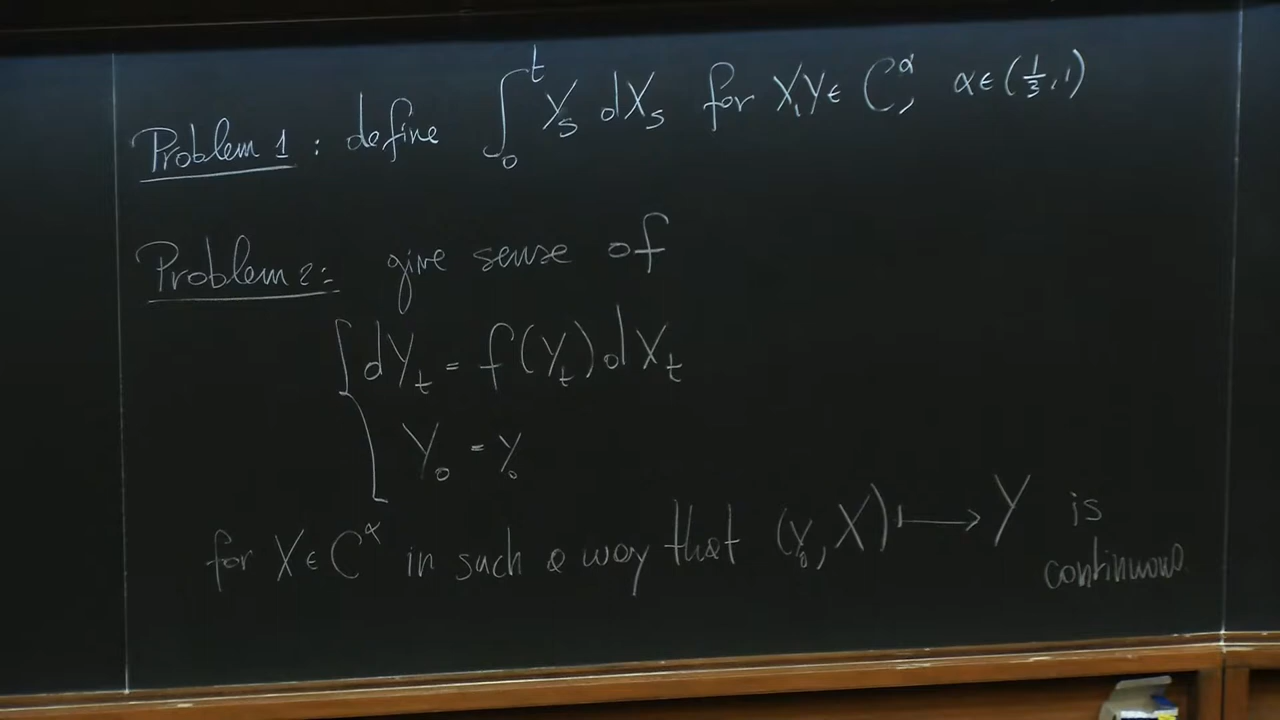 Problem 1 : define ∫₀ᵗ Yₛ dXₛ for X,Y ∈ C^α, α ∈ (1/3, 1)
Problem 2: give sense of
{ dYₜ = f(Yₜ) dXₜ
Y₀ = y₀
for X ∈ C^α in such a way that (y₀, X) ⟼ Y is
continuous